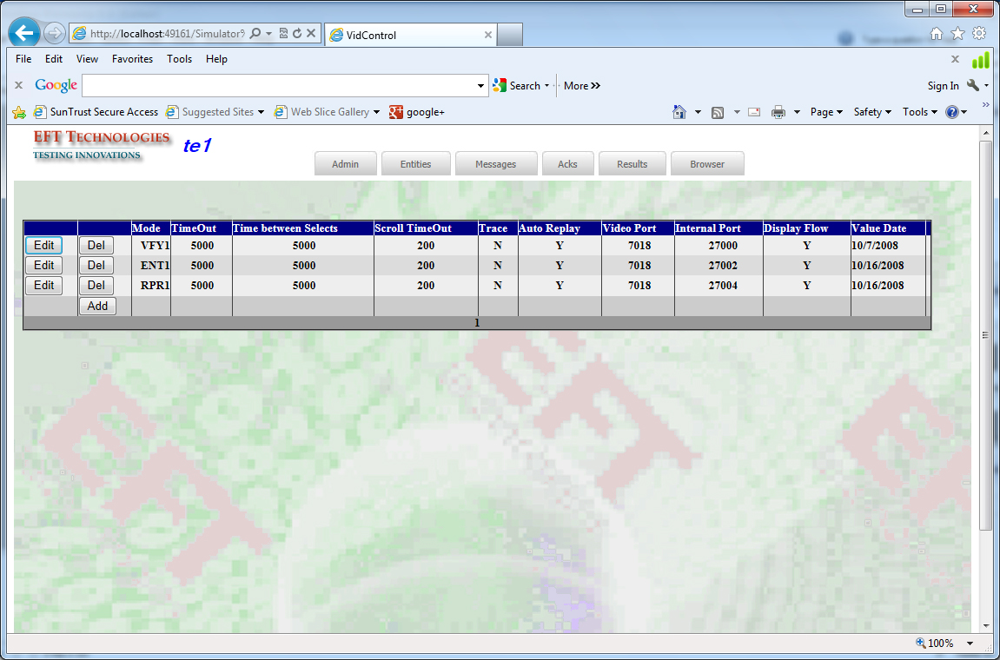 http://localhost:49161/Simulator?
VidControl
File Edit View Favorites Tools Help
Google Search More »
Sign In
SunTrust Secure Access Suggested Sites Web Slice Gallery google+
Page Safety Tools
EFT TECHNOLOGIES
TESTING INNOVATIONS
te1
Admin Entities Messages Acks Results Browser
Mode TimeOut Time between Selects Scroll TimeOut Trace Auto Replay Video Port Internal Port Display Flow Value Date
Edit Del VFY1 5000 5000 200 N Y 7018 27000 Y 10/7/2008
Edit Del ENT1 5000 5000 200 N Y 7018 27002 Y 10/16/2008
Edit Del RPR1 5000 5000 200 N Y 7018 27004 Y 10/16/2008
Add
1
EFT
EFT
EFT
100%